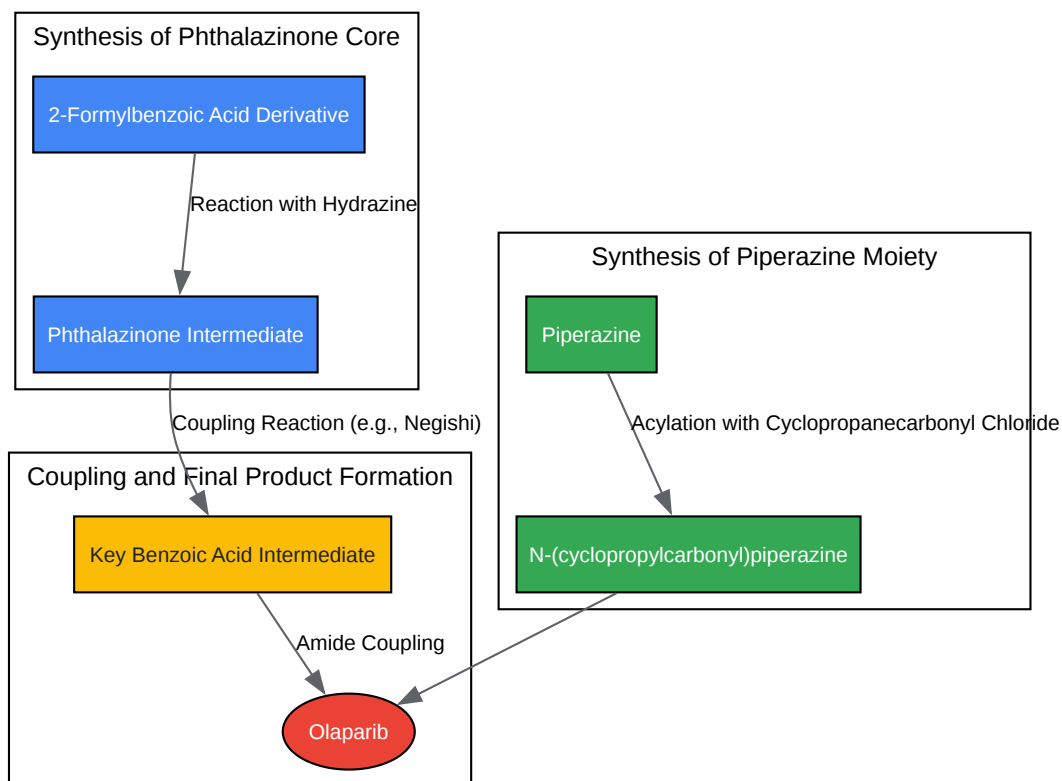 Synthesis of Phthalazinone Core
2-Formylbenzoic Acid Derivative
Reaction with Hydrazine
Phthalazinone Intermediate
Coupling Reaction (e.g., Negishi)
Synthesis of Piperazine Moiety
Piperazine
Acylation with Cyclopropanecarbonyl Chloride
N-(cyclopropylcarbonyl)piperazine
Coupling and Final Product Formation
Key Benzoic Acid Intermediate
Amide Coupling
Olaparib